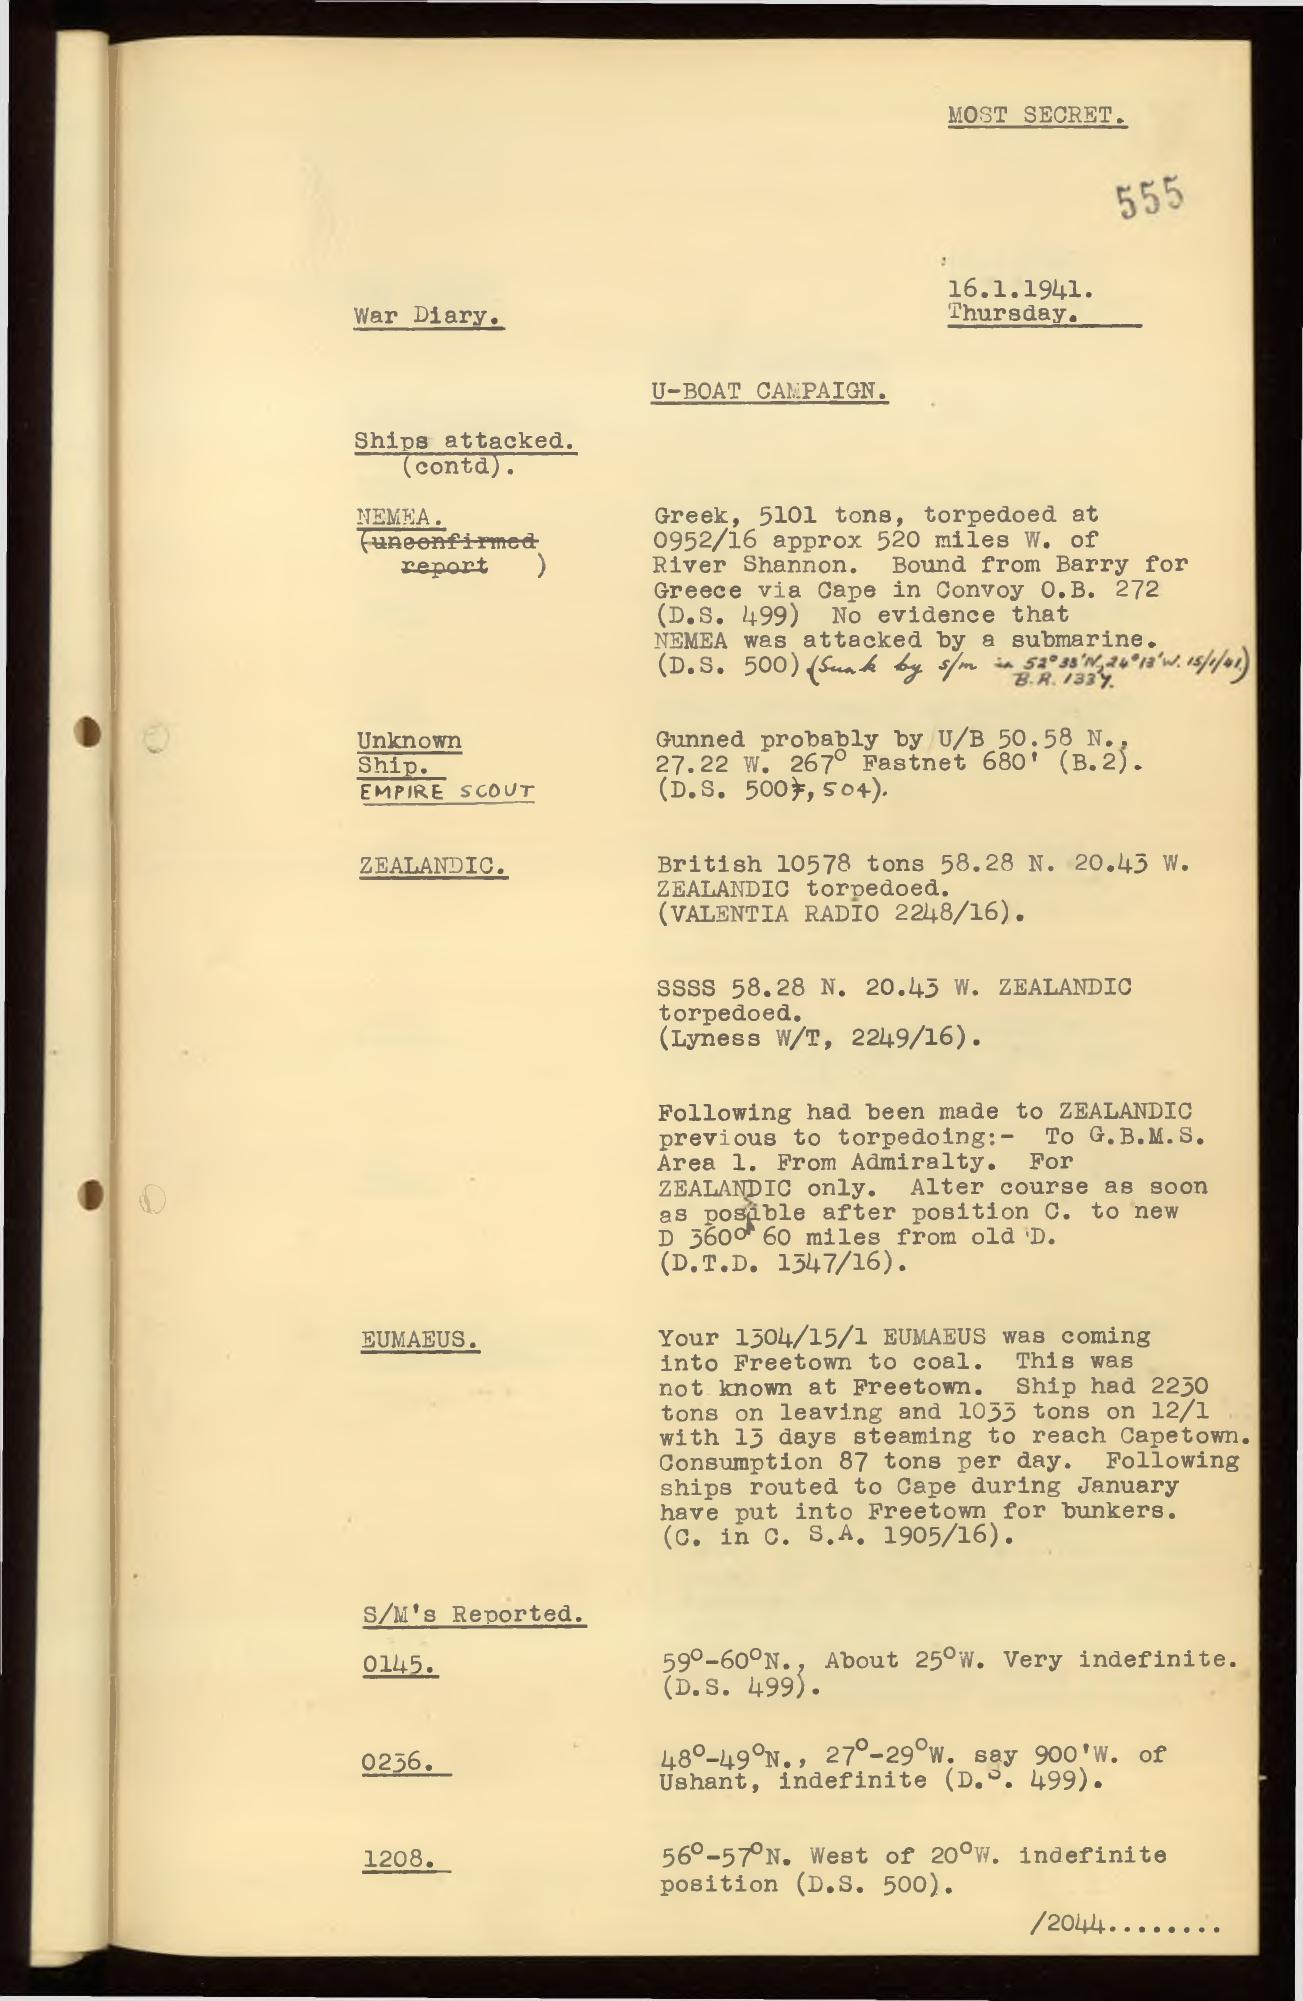 MOST SECRET.
555
16.1.1941.
War Diary.
Thursday.
U-BOAT CAMPAIGN.
Ships attacked.
(contd).
NEMEA.
(unconfirmed
report )
Greek, 5101 tons, torpedoed at
0952/16 approx 520 miles W. of
River Shannon. Bound from Barry for
Greece via Cape in Convoy O.B. 272
(D.S. 499) No evidence that
NEMEA was attacked by a submarine.
(D.S. 500) (Sunk by s/m in 52°33'N, 24°13'W. 15/1/41)
B.R. 1337.
Unknown
Ship.
EMPIRE SCOUT
Gunned probably by U/B 50.58 N.,
27.22 W. 267° Fastnet 680' (B.2).
(D.S. 500), 504).
ZEALANDIC.
British 10578 tons 58.28 N. 20.43 W.
ZEALANDIC torpedoed.
(VALENTIA RADIO 2248/16).
SSSS 58.28 N. 20.43 W. ZEALANDIC
torpedoed.
(Lyness W/T, 2249/16).
Following had been made to ZEALANDIC
previous to torpedoing:- To G.B.M.S.
Area 1. From Admiralty. For
ZEALANDIC only. Alter course as soon
as possible after position C. to new
D 360° 60 miles from old D.
(D.T.D. 1347/16).
EUMAEUS.
Your 1304/15/1 EUMAEUS was coming
into Freetown to coal. This was
not known at Freetown. Ship had 2230
tons on leaving and 1033 tons on 12/1
with 13 days steaming to reach Capetown.
Consumption 87 tons per day. Following
ships routed to Cape during January
have put into Freetown for bunkers.
(C. in C. S.A. 1905/16).
S/M's Reported.
0145.
59°-60°N., About 25°W. Very indefinite.
(D.S. 499).
0236.
48°-49°N., 27°-29°W. say 900'W. of
Ushant, indefinite (D.S. 499).
1208.
56°-57°N. West of 20°W. indefinite
position (D.S. 500).
/2044........